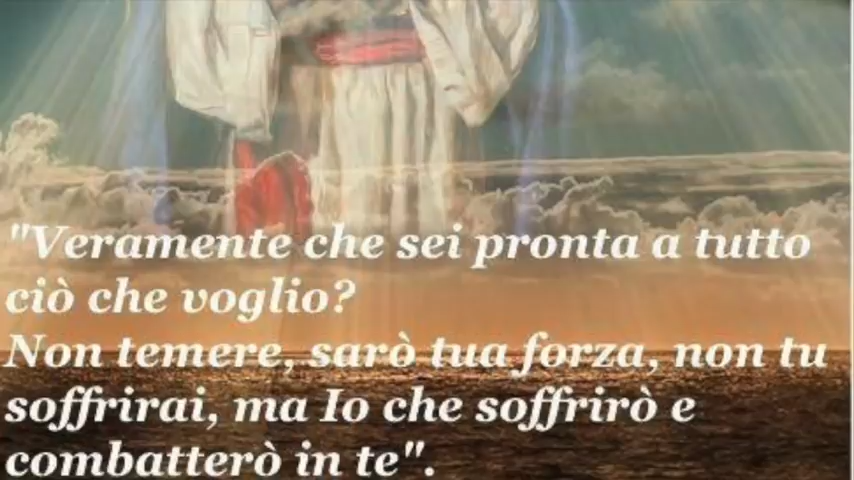 "Veramente che sei pronta a tutto
ciò che voglio?
Non temere, sarò tua forza, non tu
soffrirai, ma Io che soffrirò e
combatterò in te".